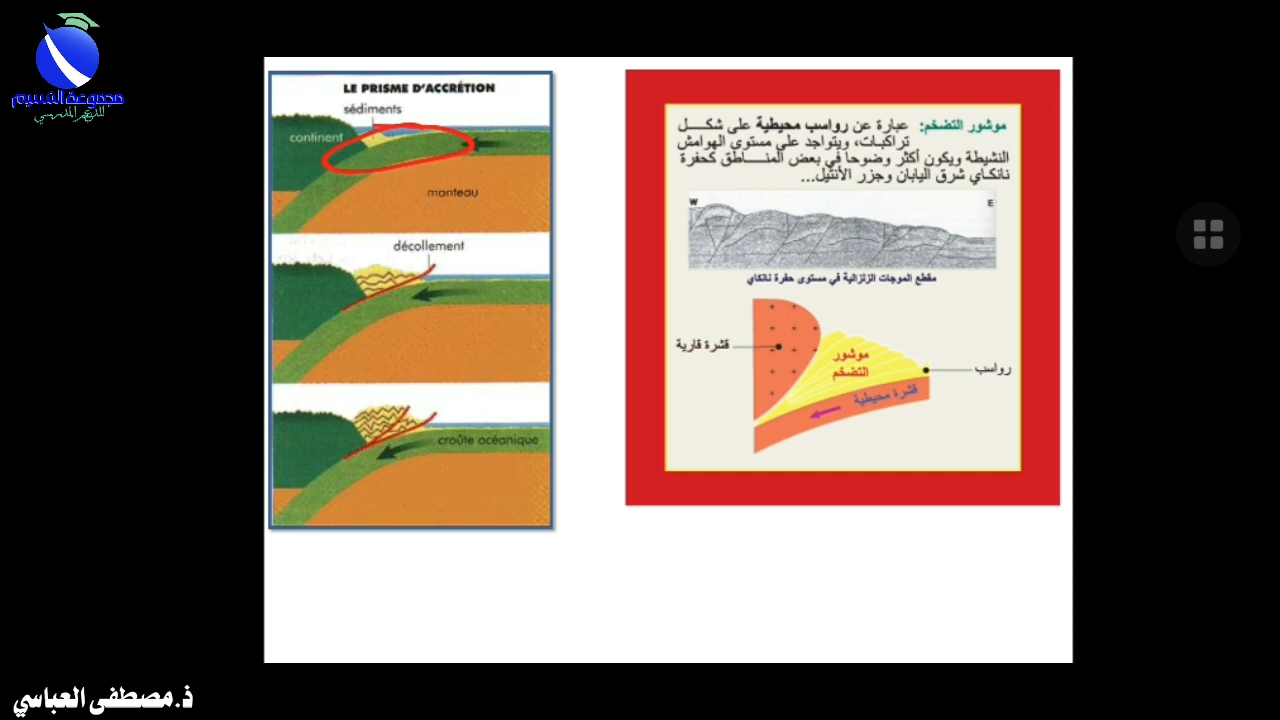 مجموعة النسيم
LE PRISME D'ACCRÉTION
sédiments
continent
manteau
décollement
croûte océanique
موشور التضخم: عبارة عن رواسب محيطية على شكل
تراكبات، ويتواجد على مستوى الهوامش
النشيطة ويكون أكثر وضوحا في بعض المناطق كحفرة
نانكاي شرق اليابان وجزر الأنتيل...
W
E
مقطع الموجات الزلزالية في مستوى حفرة نانكاي
قشرة قارية
موشور
التضخم
رواسب
قشرة محيطية
ذ.مصطفى العباسي